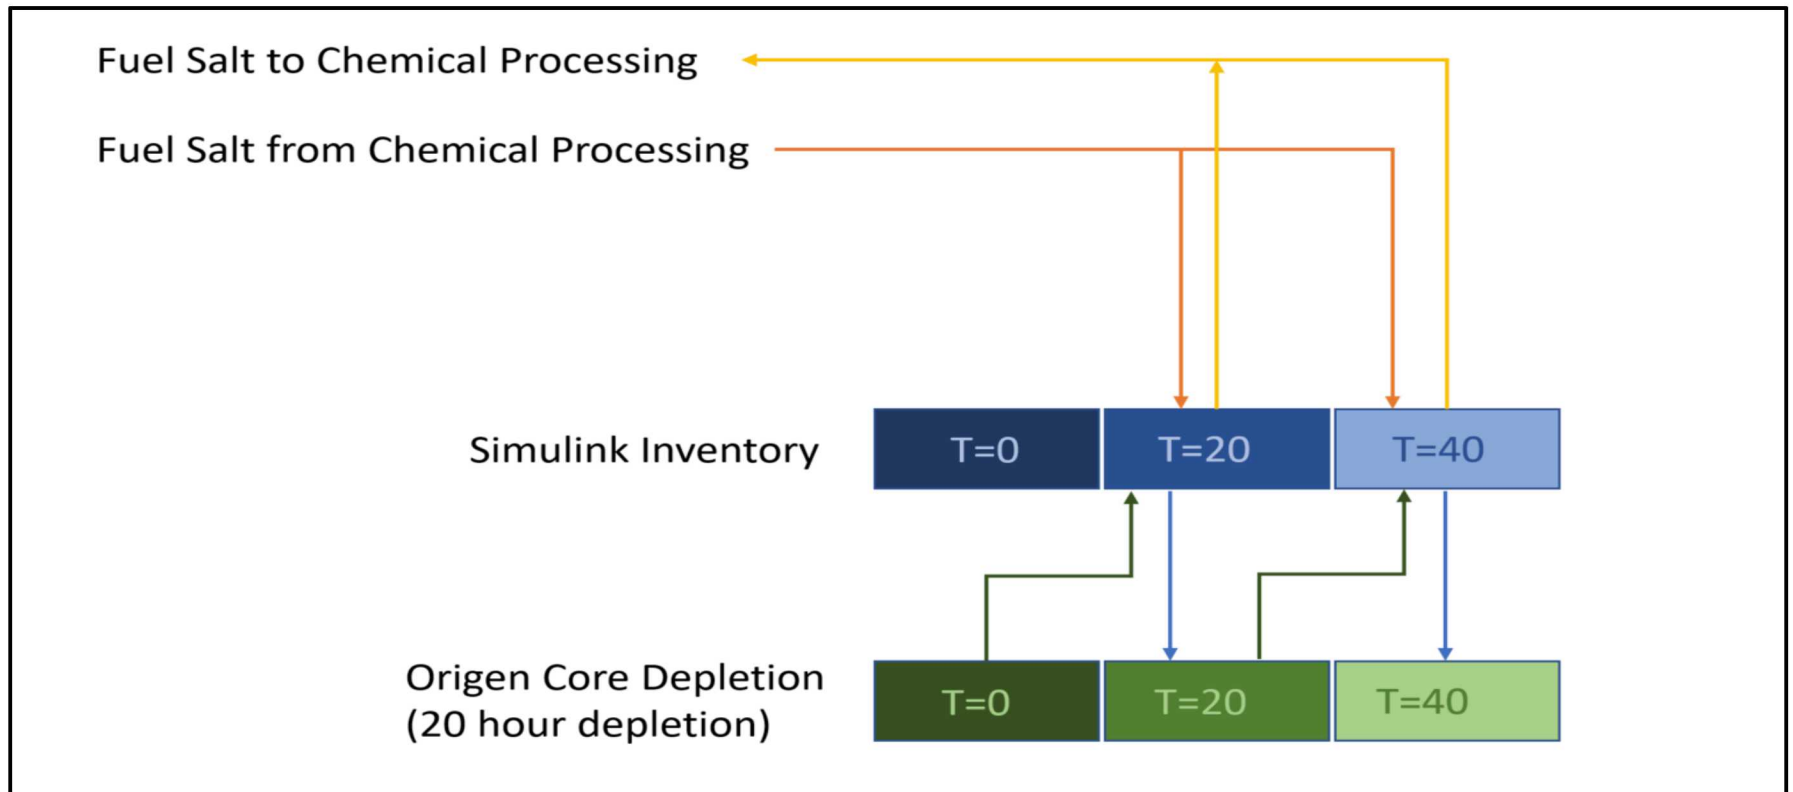 Fuel Salt to Chemical Processing
Fuel Salt from Chemical Processing
Simulink Inventory
T=0
T=20
T=40
Origen Core Depletion
(20 hour depletion)
T=0
T=20
T=40